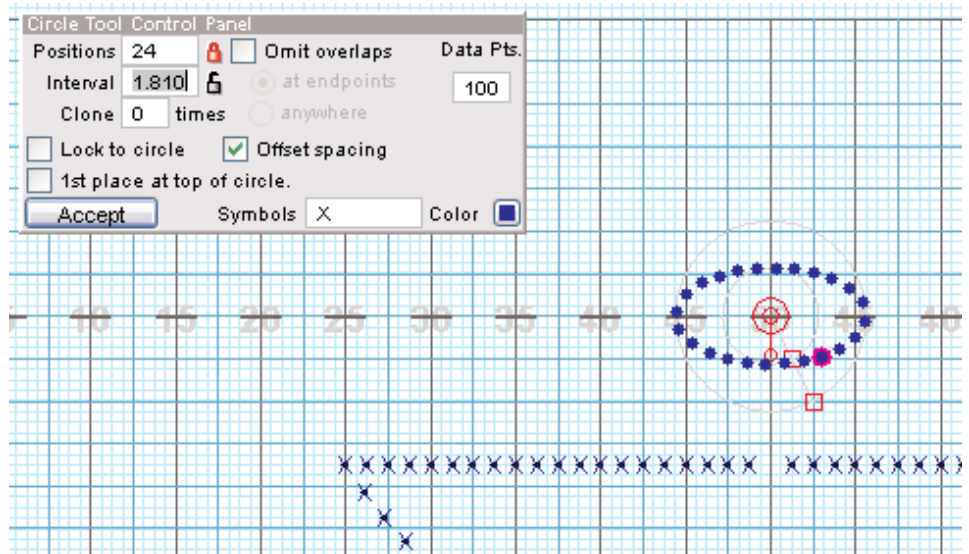 Circle Tool Control Panel
Positions 24 Omit overlaps Data Pts.
Interval 1.810 at endpoints 100
Clone 0 times anywhere
Lock to circle Offset spacing
1st place at top of circle.
Accept Symbols X Color
10 15 20 25 30 35 40 45 45 40
X X X X X X X X X X X X X X X X X X X X X X X X X X X X
X
X
X